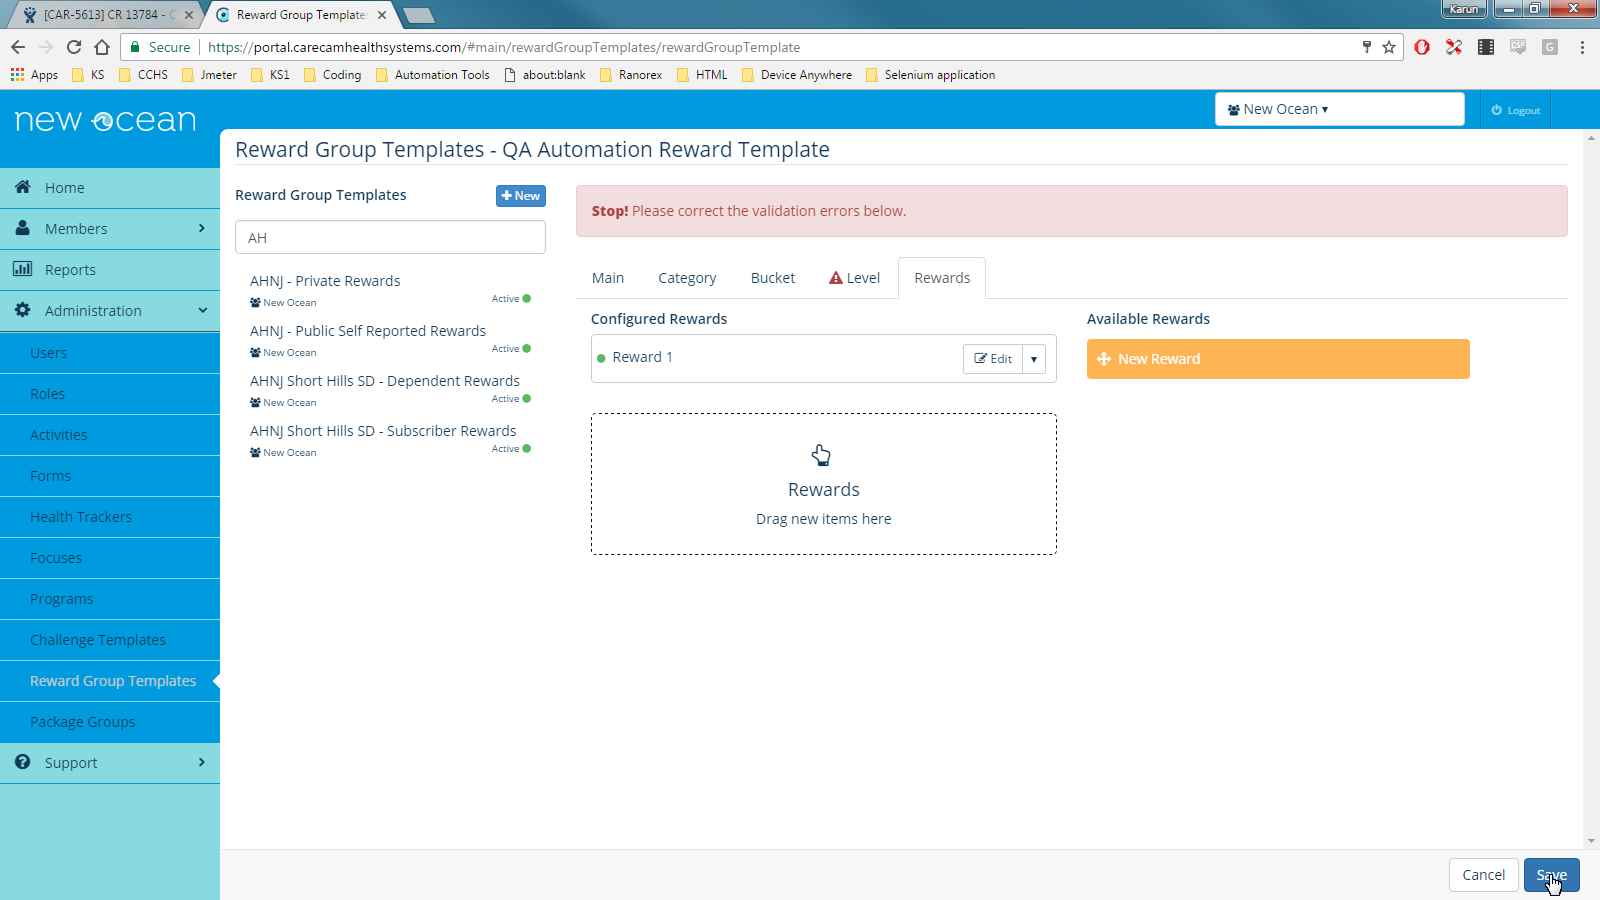 [CAR-5613] CR 13784 - C
Reward Group Template
Karun
Secure
https://portal.carecamhealthsystems.com/#main/rewardGroupTemplates/rewardGroupTemplate
CSP
G
Apps
KS
CCHS
Jmeter
KS1
Coding
Automation Tools
about:blank
Ranorex
HTML
Device Anywhere
Selenium application
new ocean
New Ocean
Logout
Home
Members
Reports
Administration
Users
Roles
Activities
Forms
Health Trackers
Focuses
Programs
Challenge Templates
Reward Group Templates
Package Groups
Support
Reward Group Templates - QA Automation Reward Template
Reward Group Templates
New
AH
AHNJ - Private Rewards
New Ocean
Active
AHNJ - Public Self Reported Rewards
New Ocean
Active
AHNJ Short Hills SD - Dependent Rewards
New Ocean
Active
AHNJ Short Hills SD - Subscriber Rewards
New Ocean
Active
Stop! Please correct the validation errors below.
Main
Category
Bucket
Level
Rewards
Configured Rewards
Reward 1
Edit
Rewards
Drag new items here
Available Rewards
New Reward
Cancel
Save